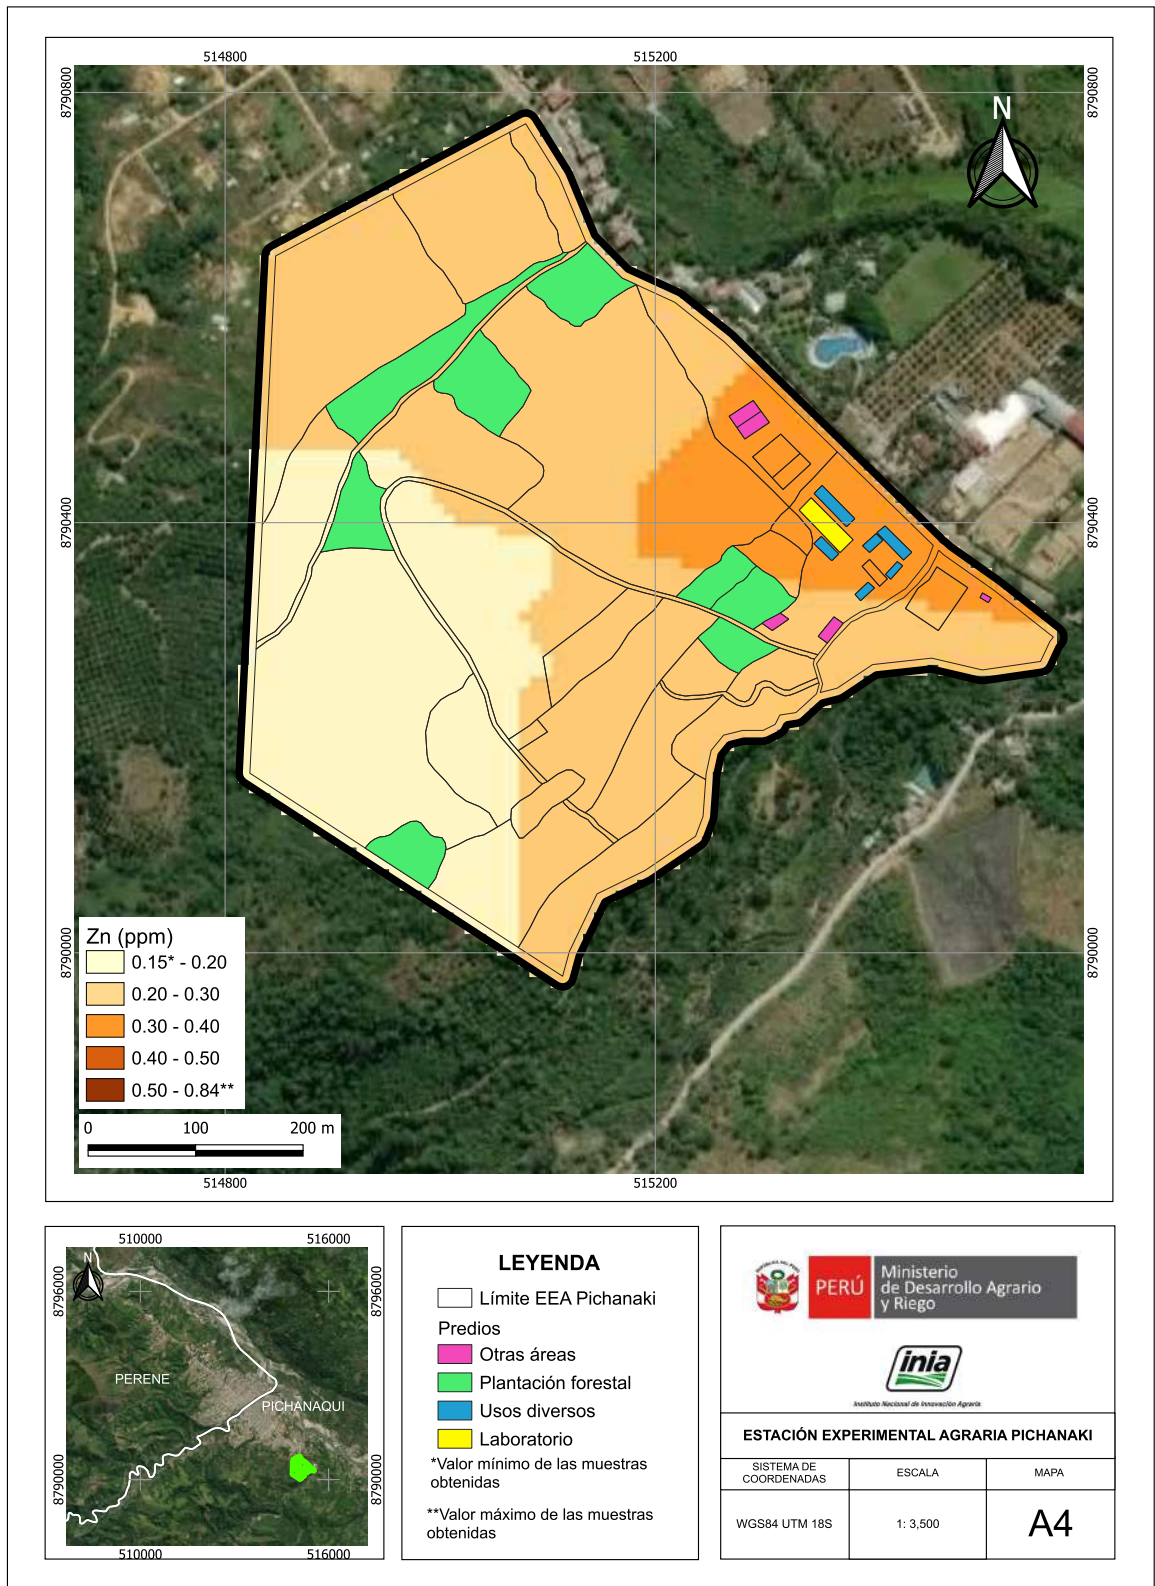 514800
515200
8790800
8790800
N
8790400
8790400
8790000
8790000
Zn (ppm)
0.15* - 0.20
0.20 - 0.30
0.30 - 0.40
0.40 - 0.50
0.50 - 0.84**
0
100
200 m
514800
515200
510000
516000
N
8796000
8796000
PERENE
PICHANAQUI
8790000
8790000
510000
516000
LEYENDA
Límite EEA Pichanaki
Predios
Otras áreas
Plantación forestal
Usos diversos
Laboratorio
*Valor mínimo de las muestras
obtenidas
**Valor máximo de las muestras
obtenidas
REPÚBLICA DEL PERÚ
PERÚ
Ministerio
de Desarrollo Agrario
y Riego
inia
Instituto Nacional de Innovación Agraria
ESTACIÓN EXPERIMENTAL AGRARIA PICHANAKI
SISTEMA DE
COORDENADAS
ESCALA
MAPA
WGS84 UTM 18S
1: 3,500
A4